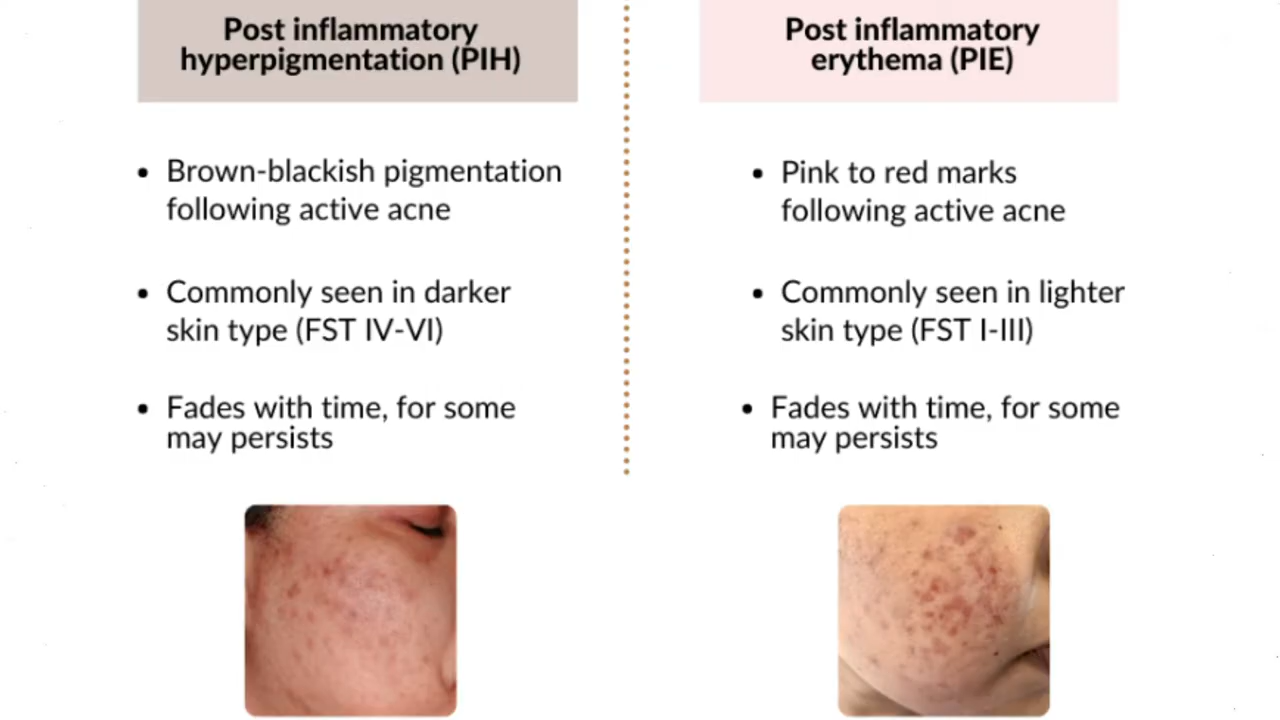 Post inflammatory
hyperpigmentation (PIH)
• Brown-blackish pigmentation
following active acne
• Commonly seen in darker
skin type (FST IV-VI)
• Fades with time, for some
may persists
Post inflammatory
erythema (PIE)
• Pink to red marks
following active acne
• Commonly seen in lighter
skin type (FST I-III)
• Fades with time, for some
may persists